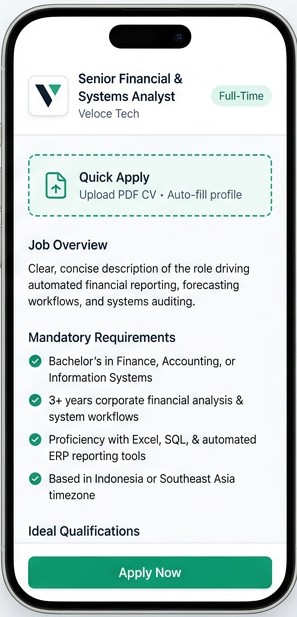 Senior Financial &
Systems Analyst
Full-Time
Veloce Tech
Quick Apply
Upload PDF CV • Auto-fill profile
Job Overview
Clear, concise description of the role driving
automated financial reporting, forecasting
workflows, and systems auditing.
Mandatory Requirements
Bachelor's in Finance, Accounting, or
Information Systems
3+ years corporate financial analysis &
system workflows
Proficiency with Excel, SQL, & automated
ERP reporting tools
Based in Indonesia or Southeast Asia
timezone
Ideal Qualifications
Apply Now